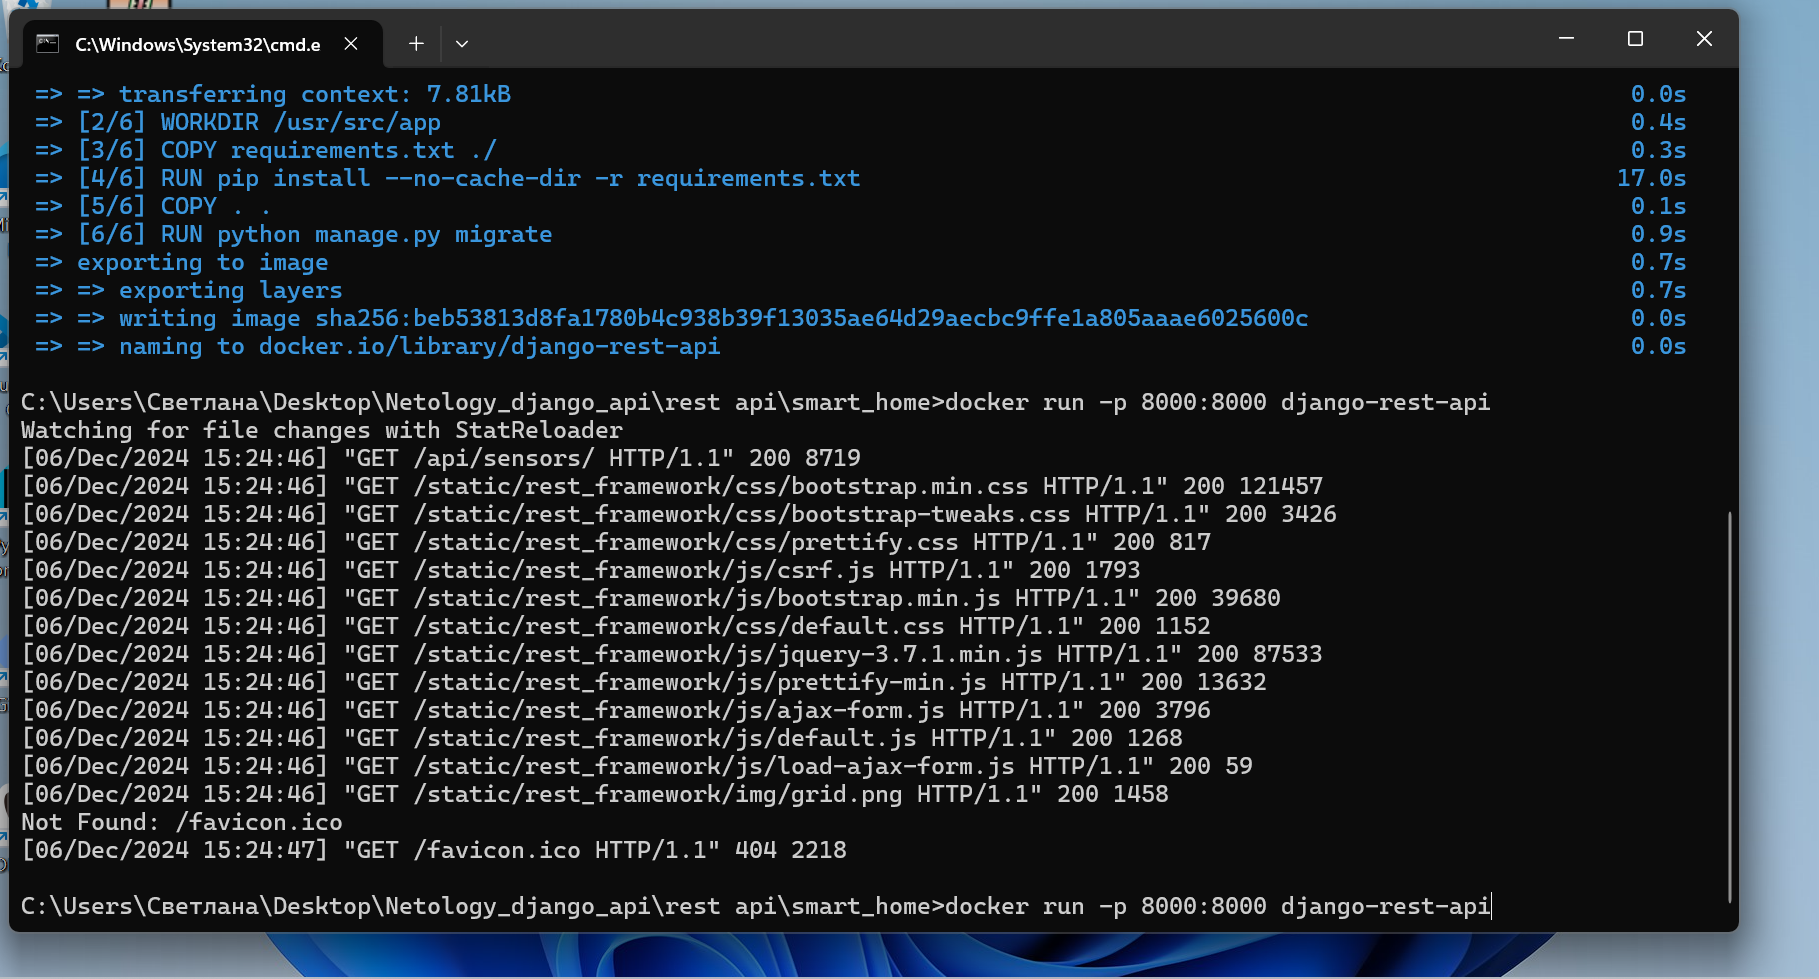 C:\Windows\System32\cmd.e
=> => transferring context: 7.81kB 0.0s
=> [2/6] WORKDIR /usr/src/app 0.4s
=> [3/6] COPY requirements.txt ./ 0.3s
=> [4/6] RUN pip install --no-cache-dir -r requirements.txt 17.0s
=> [5/6] COPY . . 0.1s
=> [6/6] RUN python manage.py migrate 0.9s
=> exporting to image 0.7s
=> => exporting layers 0.7s
=> => writing image sha256:beb53813d8fa1780b4c938b39f13035ae64d29aecbc9ffe1a805aaae6025600c 0.0s
=> => naming to docker.io/library/django-rest-api 0.0s
C:\Users\Светлана\Desktop\Netology_django_api\rest api\smart_home>docker run -p 8000:8000 django-rest-api
Watching for file changes with StatReloader
[06/Dec/2024 15:24:46] "GET /api/sensors/ HTTP/1.1" 200 8719
[06/Dec/2024 15:24:46] "GET /static/rest_framework/css/bootstrap.min.css HTTP/1.1" 200 121457
[06/Dec/2024 15:24:46] "GET /static/rest_framework/css/bootstrap-tweaks.css HTTP/1.1" 200 3426
[06/Dec/2024 15:24:46] "GET /static/rest_framework/css/prettify.css HTTP/1.1" 200 817
[06/Dec/2024 15:24:46] "GET /static/rest_framework/js/csrf.js HTTP/1.1" 200 1793
[06/Dec/2024 15:24:46] "GET /static/rest_framework/js/bootstrap.min.js HTTP/1.1" 200 39680
[06/Dec/2024 15:24:46] "GET /static/rest_framework/css/default.css HTTP/1.1" 200 1152
[06/Dec/2024 15:24:46] "GET /static/rest_framework/js/jquery-3.7.1.min.js HTTP/1.1" 200 87533
[06/Dec/2024 15:24:46] "GET /static/rest_framework/js/prettify-min.js HTTP/1.1" 200 13632
[06/Dec/2024 15:24:46] "GET /static/rest_framework/js/ajax-form.js HTTP/1.1" 200 3796
[06/Dec/2024 15:24:46] "GET /static/rest_framework/js/default.js HTTP/1.1" 200 1268
[06/Dec/2024 15:24:46] "GET /static/rest_framework/js/load-ajax-form.js HTTP/1.1" 200 59
[06/Dec/2024 15:24:46] "GET /static/rest_framework/img/grid.png HTTP/1.1" 200 1458
Not Found: /favicon.ico
[06/Dec/2024 15:24:47] "GET /favicon.ico HTTP/1.1" 404 2218
C:\Users\Светлана\Desktop\Netology_django_api\rest api\smart_home>docker run -p 8000:8000 django-rest-api